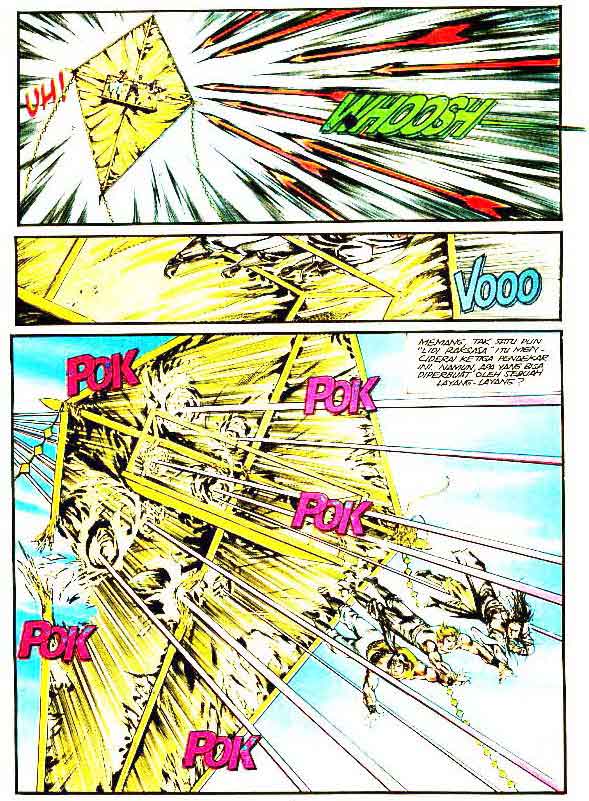 UH!
WHOOSH
VOOO
POK
MEMANG, TAK SATU PUN
"LIDI RAKSASA" ITU MEN-
CIDERAI KETIGA PENDEKAR
INI. NAMUN, APA YANG BISA
DIPERBUAT OLEH SEBUAH
LAYANG-LAYANG?
POK
POK
POK
POK